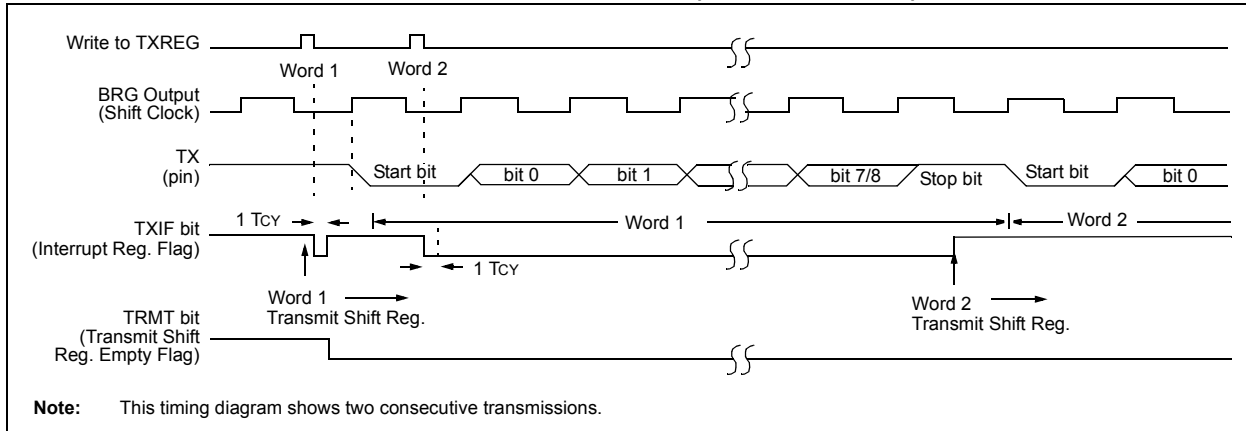 Write to TXREG
Word 1 Word 2
BRG Output
(Shift Clock)
TX
(pin)
Start bit bit 0 bit 1 bit 7/8 Stop bit Start bit bit 0
1 TCY Word 1 Word 2
TXIF bit
(Interrupt Reg. Flag)
1 TCY
Word 1
Transmit Shift Reg.
Word 2
Transmit Shift Reg.
TRMT bit
(Transmit Shift
Reg. Empty Flag)
Note: This timing diagram shows two consecutive transmissions.